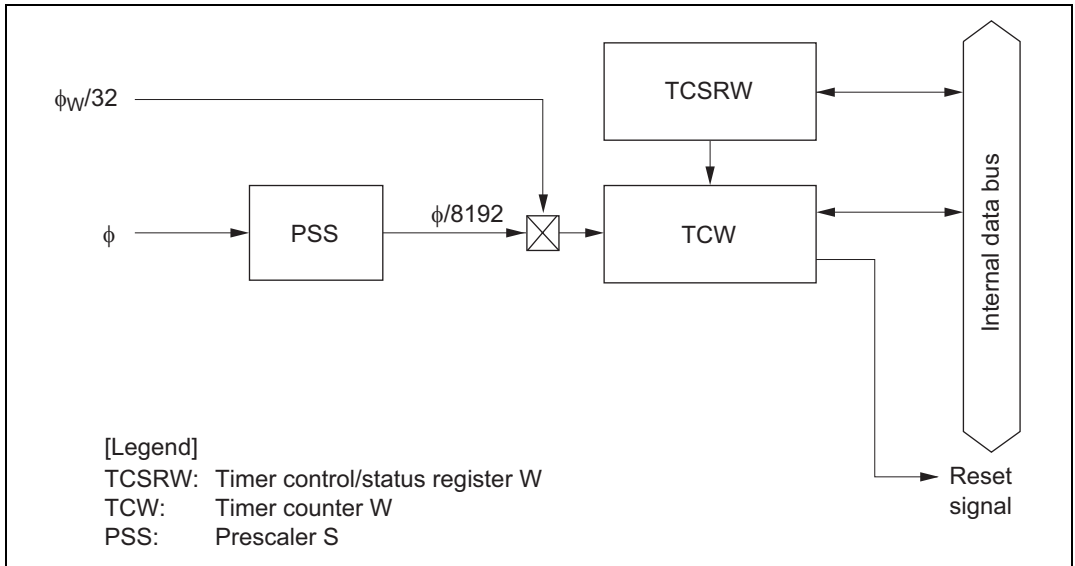 ϕW/32
TCSRW
ϕ/8192
ϕ
PSS
TCW
Internal data bus
[Legend]
TCSRW: Timer control/status register W
TCW: Timer counter W
PSS: Prescaler S
Reset
signal